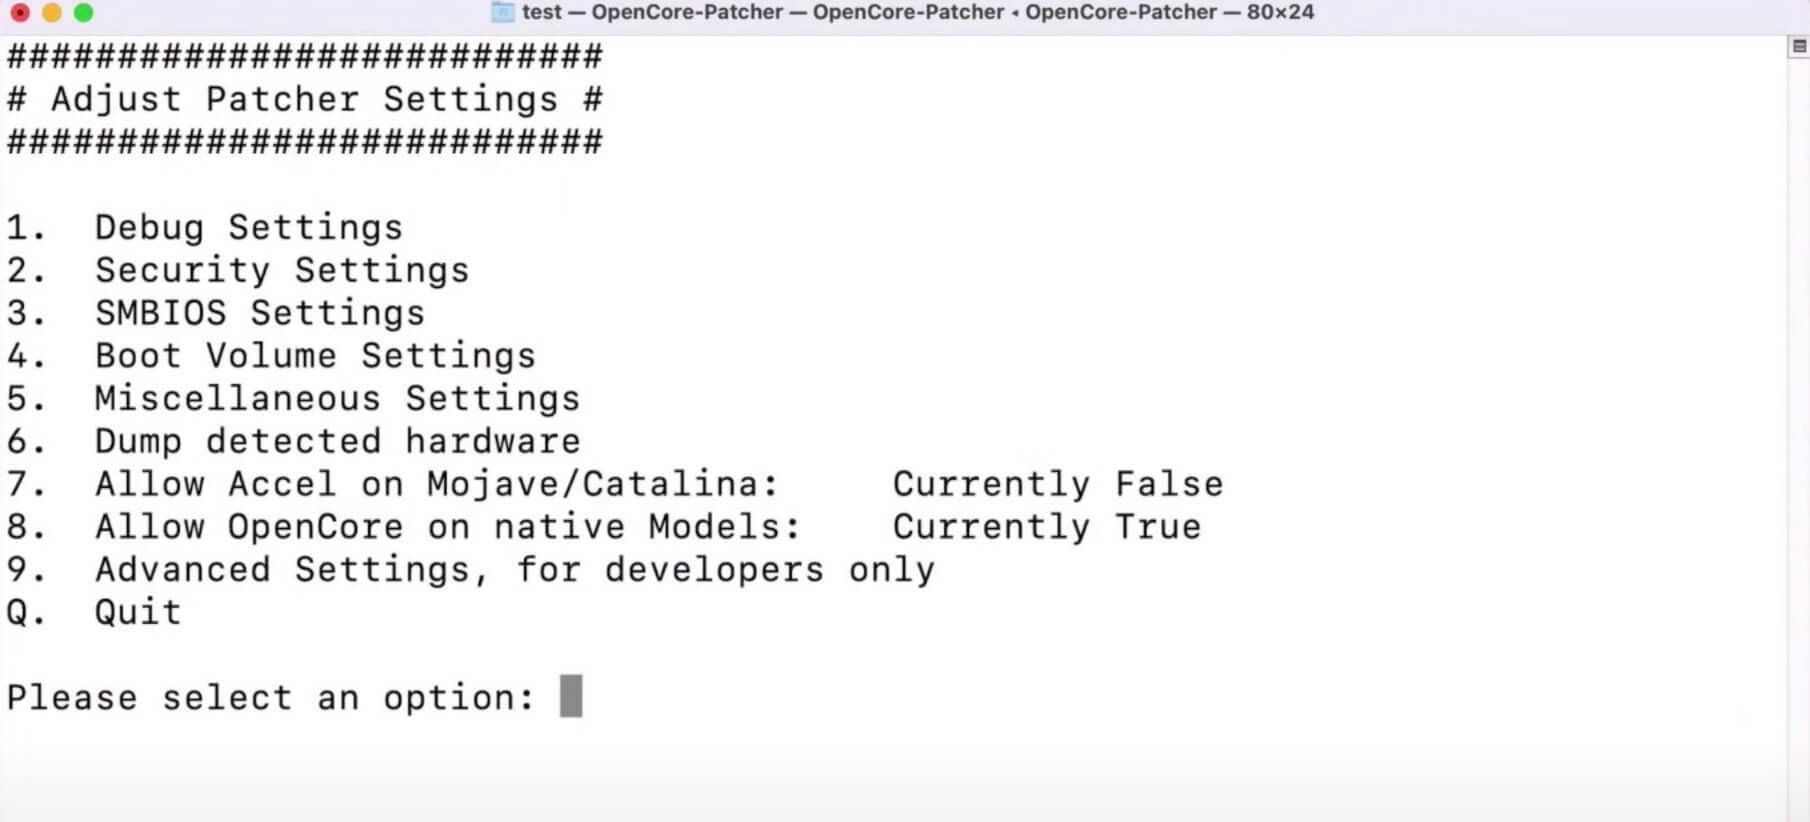 test — OpenCore-Patcher — OpenCore-Patcher ◂ OpenCore-Patcher — 80×24
###########################
# Adjust Patcher Settings #
###########################
1. Debug Settings
2. Security Settings
3. SMBIOS Settings
4. Boot Volume Settings
5. Miscellaneous Settings
6. Dump detected hardware
7. Allow Accel on Mojave/Catalina: Currently False
8. Allow OpenCore on native Models: Currently True
9. Advanced Settings, for developers only
Q. Quit
Please select an option: